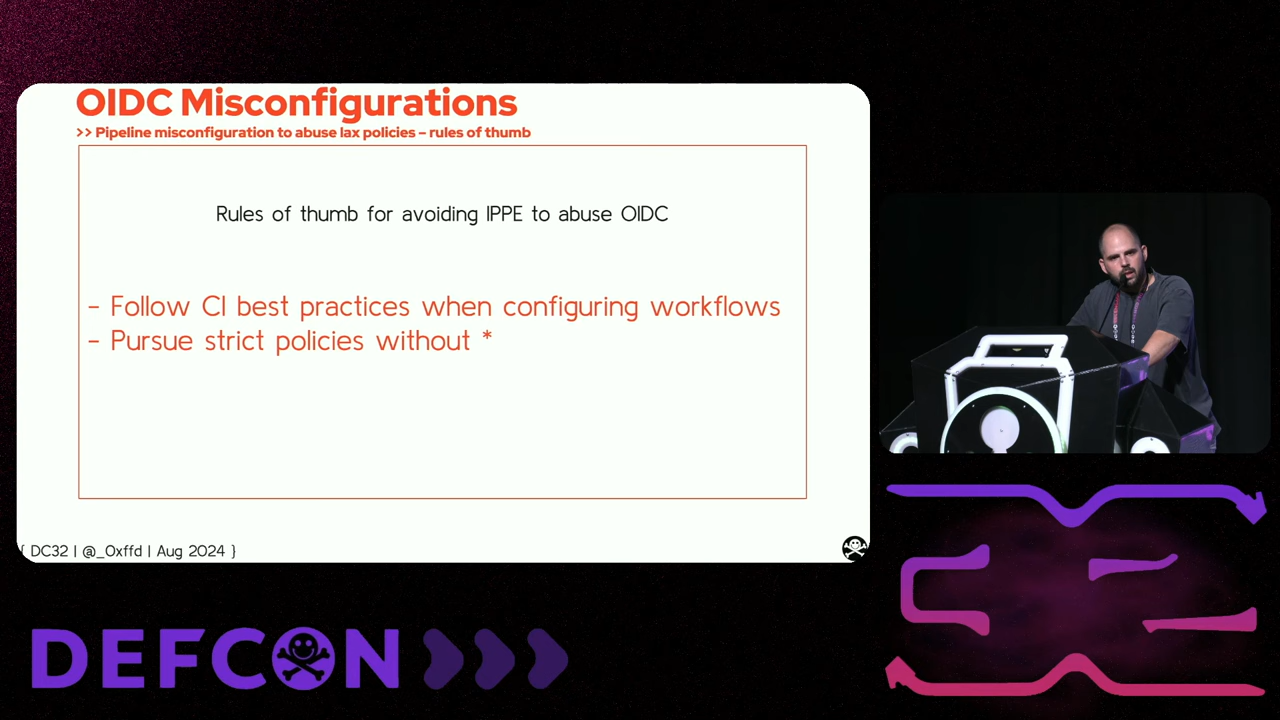 OIDC Misconfigurations
>> Pipeline misconfiguration to abuse lax policies – rules of thumb
Rules of thumb for avoiding IPPE to abuse OIDC
- Follow CI best practices when configuring workflows
- Pursue strict policies without *
{ DC32 | @_0xffd | Aug 2024 }
DEFCON